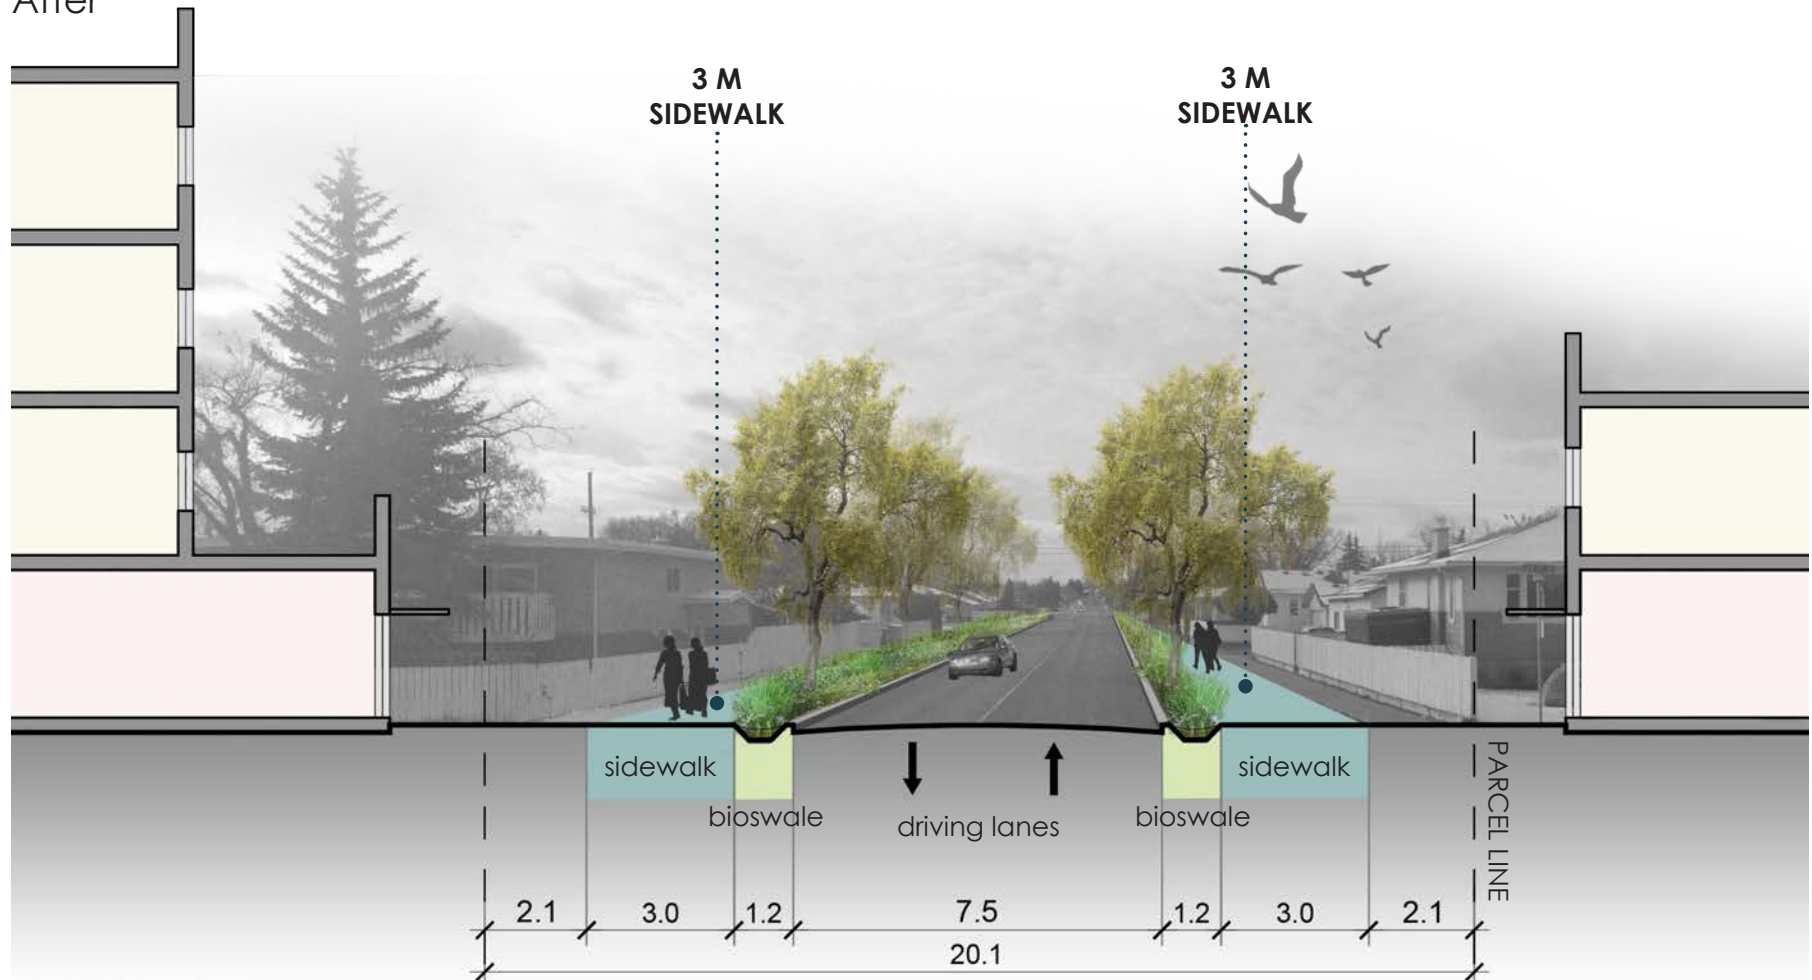 After
3 M
SIDEWALK
3 M
SIDEWALK
sidewalk
sidewalk
bioswale
driving lanes
bioswale
PARCEL LINE
2.1
3.0
1.2
7.5
1.2
3.0
2.1
20.1